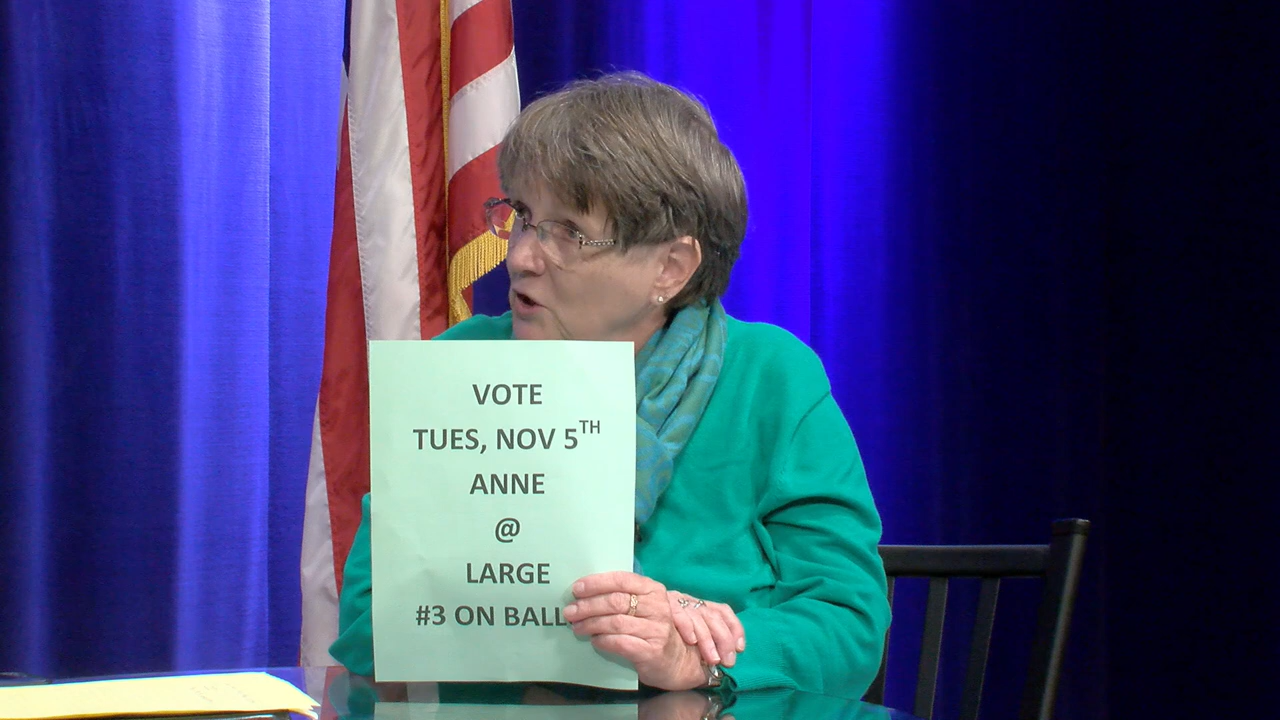 VOTE
TUES, NOV 5TH
ANNE
@
LARGE
#3 ON BALL